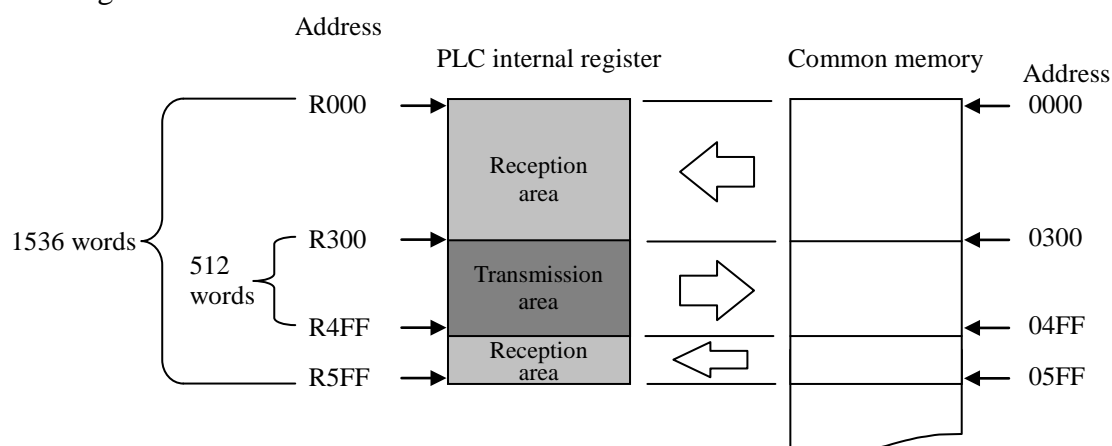 Address
PLC internal register
Common memory
Address
R000
0000
Reception
area
1536 words
R300
0300
512
words
Transmission
area
R4FF
04FF
Reception
area
R5FF
05FF